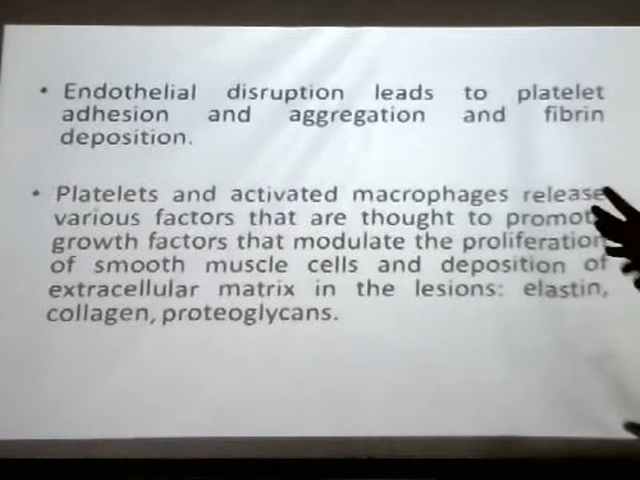 • Endothelial disruption leads to platelet
adhesion and aggregation and fibrin
deposition.
• Platelets and activated macrophages release
various factors that are thought to promote
growth factors that modulate the proliferation
of smooth muscle cells and deposition of
extracellular matrix in the lesions: elastin,
collagen, proteoglycans.